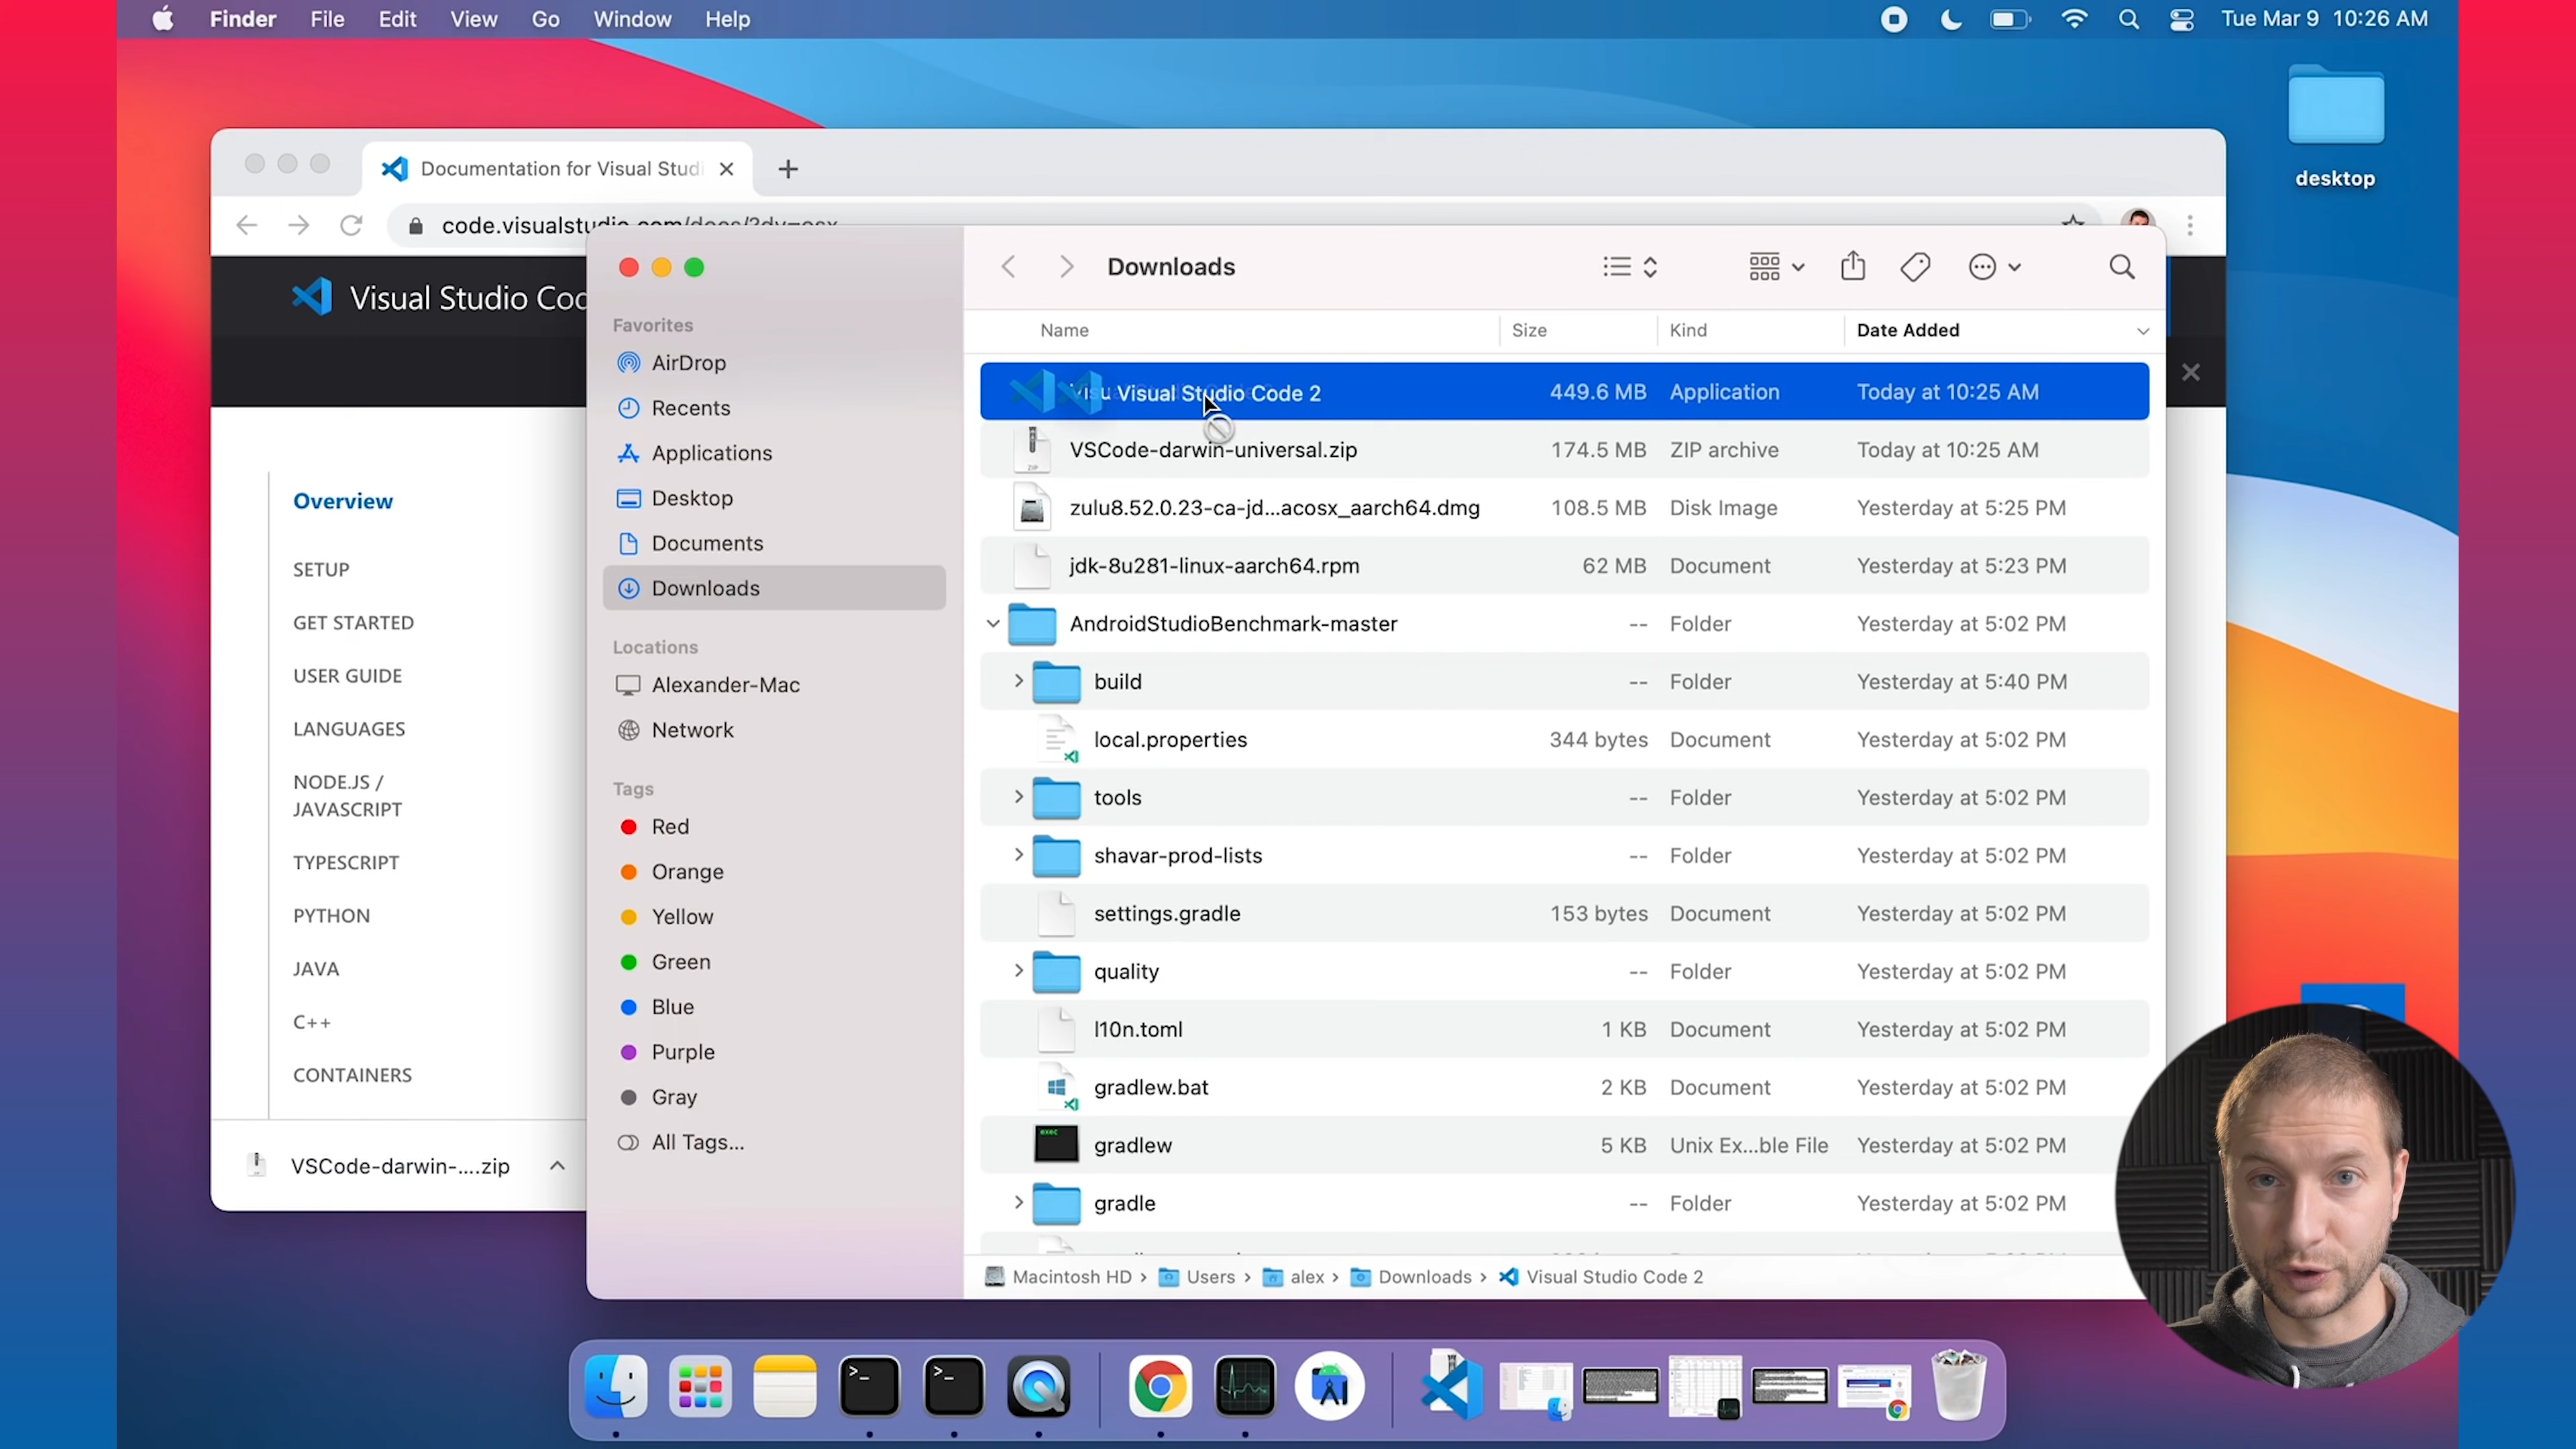 Finder File Edit View Go Window Help Tue Mar 9 10:26 AM
desktop
Documentation for Visual Studi
code.visualstudio.com/docs/?dv=osx
Visual Studio Cod
Overview
SETUP
GET STARTED
USER GUIDE
LANGUAGES
NODE.JS /
JAVASCRIPT
TYPESCRIPT
PYTHON
JAVA
C++
CONTAINERS
VSCode-darwin-....zip
Favorites
AirDrop
Recents
Applications
Desktop
Documents
Downloads
Locations
Alexander-Mac
Network
Tags
Red
Orange
Yellow
Green
Blue
Purple
Gray
All Tags...
Downloads
Name Size Kind Date Added
Visual Studio Code 2 449.6 MB Application Today at 10:25 AM
VSCode-darwin-universal.zip 174.5 MB ZIP archive Today at 10:25 AM
zulu8.52.0.23-ca-jd...acosx_aarch64.dmg 108.5 MB Disk Image Yesterday at 5:25 PM
jdk-8u281-linux-aarch64.rpm 62 MB Document Yesterday at 5:23 PM
AndroidStudioBenchmark-master -- Folder Yesterday at 5:02 PM
build -- Folder Yesterday at 5:40 PM
local.properties 344 bytes Document Yesterday at 5:02 PM
tools -- Folder Yesterday at 5:02 PM
shavar-prod-lists -- Folder Yesterday at 5:02 PM
settings.gradle 153 bytes Document Yesterday at 5:02 PM
quality -- Folder Yesterday at 5:02 PM
l10n.toml 1 KB Document Yesterday at 5:02 PM
gradlew.bat 2 KB Document Yesterday at 5:02 PM
gradlew 5 KB Unix Ex...ble File Yesterday at 5:02 PM
gradle -- Folder Yesterday at 5:02 PM
Macintosh HD › Users › alex › Downloads › Visual Studio Code 2